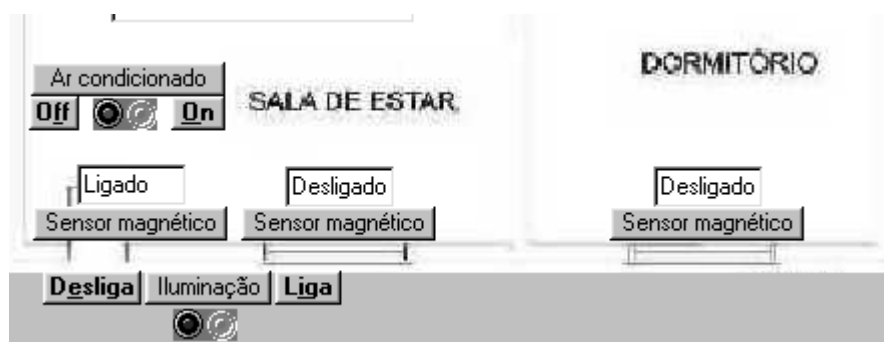 DORMITÓRIO
Ar condicionado
Off On
SALA DE ESTAR
Ligado Desligado Desligado
Sensor magnético Sensor magnético Sensor magnético
Desliga Iluminação Liga